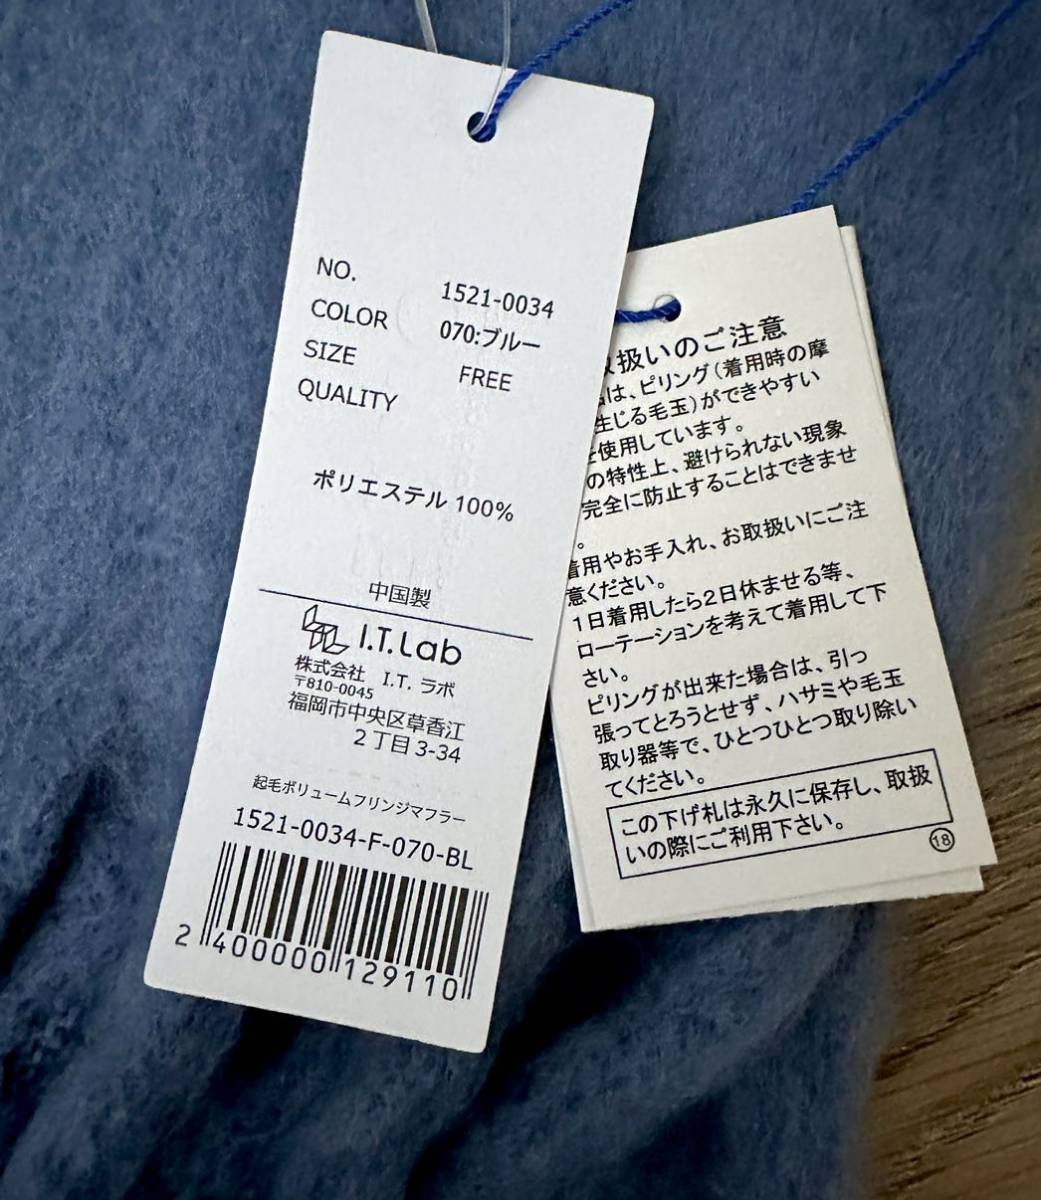 NO. 1521-0034
COLOR 070:ブルー
SIZE FREE
QUALITY
ポリエステル 100%
中国製
I.T.Lab
株式会社 I.T. ラボ
〒810-0045
福岡市中央区草香江
2丁目 3-34
起毛ボリュームフリンジマフラー
1521-0034-F-070-BL
2 400000 129110
扱いのご注意
は、ピリング(着用時の摩
生じる毛玉)ができやすい
使用しています。
の特性上、避けられない現象
完全に防止することはできませ
。
着用やお手入れ、お取扱いにご注
意ください。
1日着用したら2日休ませる等、
ローテーションを考えて着用して下
さい。
ピリングが出来た場合は、引っ
張ってとろうとせず、ハサミや毛玉
取り器等で、ひとつひとつ取り除い
てください。
この下げ札は永久に保存し、取扱
いの際にご利用下さい。
18